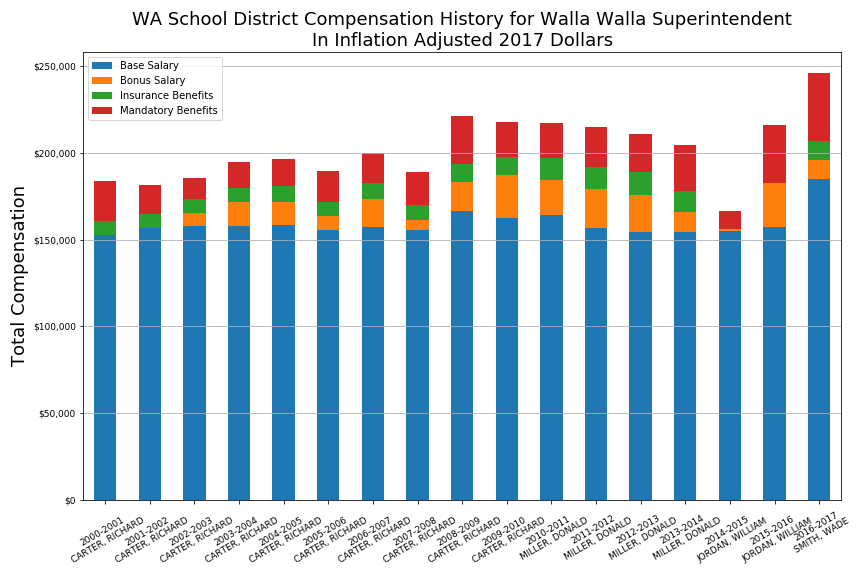 WA School District Compensation History for Walla Walla Superintendent
In Inflation Adjusted 2017 Dollars
Base Salary
Bonus Salary
Insurance Benefits
Mandatory Benefits
Total Compensation
$250,000
$200,000
$150,000
$100,000
$50,000
$0
2000-2001
CARTER, RICHARD
2001-2002
CARTER, RICHARD
2002-2003
CARTER, RICHARD
2003-2004
CARTER, RICHARD
2004-2005
CARTER, RICHARD
2005-2006
CARTER, RICHARD
2006-2007
CARTER, RICHARD
2007-2008
CARTER, RICHARD
2008-2009
CARTER, RICHARD
2009-2010
CARTER, RICHARD
2010-2011
MILLER, DONALD
2011-2012
MILLER, DONALD
2012-2013
MILLER, DONALD
2013-2014
MILLER, DONALD
2014-2015
JORDAN, WILLIAM
2015-2016
JORDAN, WILLIAM
2016-2017
SMITH, WADE